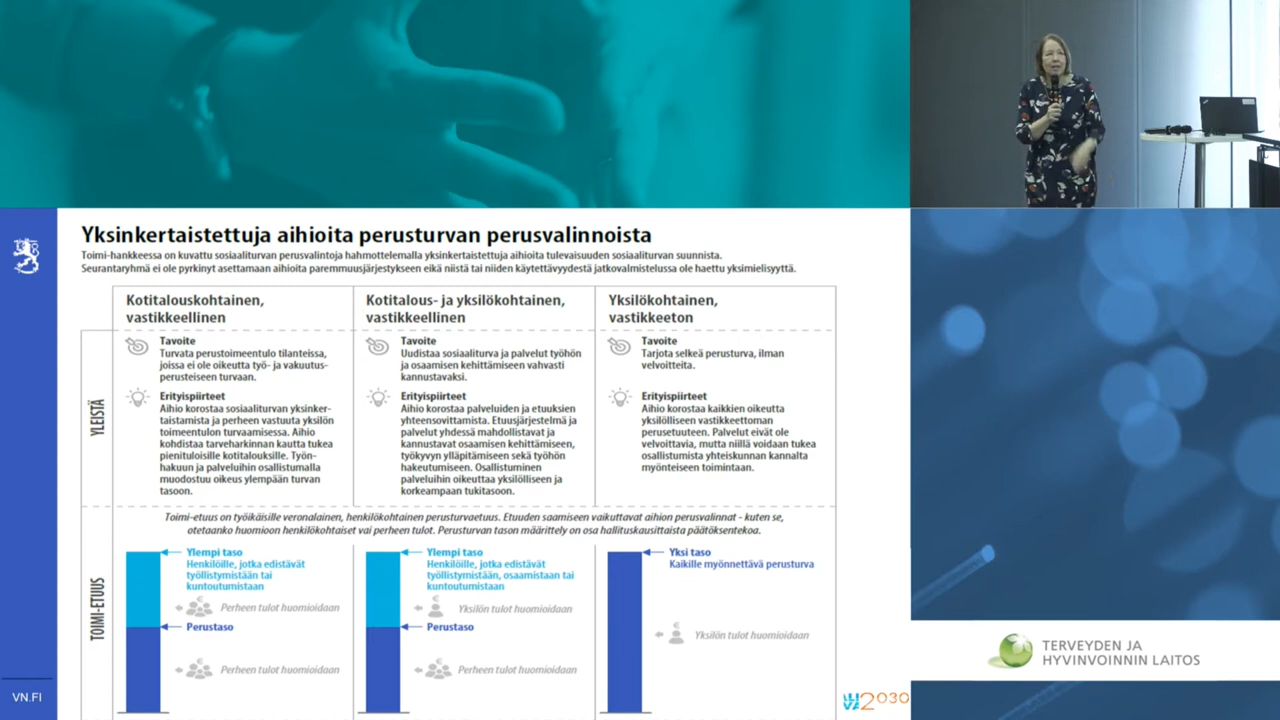 Yksinkertaistettuja aihioita perusturvan perusvalinnoista
Toimi-hankkeessa on kuvattu sosiaaliturvan perusvalintoja hahmottelemalla yksinkertaistettuja aihioita tulevaisuuden sosiaaliturvan suunnista.
Seurantaryhmä ei ole pyrkinyt asettamaan aihioita paremmuusjärjestykseen eikä niistä tai niiden käytettävyydestä jatkovalmistelussa ole haettu yksimielisyyttä.
Kotitalouskohtainen,
vastikkeellinen
Kotitalous- ja yksilökohtainen,
vastikkeellinen
Yksilökohtainen,
vastikkeeton
YLEISTÄ
Tavoite
Turvata perustoimeentulo tilanteissa,
joissa ei ole oikeutta työ- ja vakuutus-
perusteiseen turvaan.
Erityispiirteet
Aihio korostaa sosiaaliturvan yksinker-
taistamista ja perheen vastuuta yksilön
toimeentulon turvaamisessa. Aihio
kohdistaa tarveharkinnan kautta tukea
pienituloisille kotitalouksille. Työn-
hakuun ja palveluihin osallistumalla
muodostuu oikeus ylempään turvan
tasoon.
Tavoite
Uudistaa sosiaaliturva ja palvelut työhön
ja osaamisen kehittämiseen vahvasti
kannustavaksi.
Erityispiirteet
Aihio korostaa palveluiden ja etuuksien
yhteensovittamista. Etuusjärjestelmä ja
palvelut yhdessä mahdollistavat ja
kannustavat osaamisen kehittämiseen,
työkyvyn ylläpitämiseen sekä työhön
hakeutumiseen. Osallistuminen
palveluihin oikeuttaa yksilölliseen ja
korkeampaan tukitasoon.
Tavoite
Tarjota selkeä perusturva, ilman
velvoitteita.
Erityispiirteet
Aihio korostaa kaikkien oikeutta
yksilölliseen vastikkeettoman
perusetuuteen. Palvelut eivät ole
velvoittavia, mutta niillä voidaan tukea
osallistumista yhteiskunnan kannalta
myönteiseen toimintaan.
TOIMI-ETUUS
Toimi-etuus on työikäisille veronalainen, henkilökohtainen perusturvaetuus. Etuuden saamiseen vaikuttavat aihion perusvalinnat - kuten se,
otetaanko huomioon henkilökohtaiset vai perheen tulot. Perusturvan tason määrittely on osa hallituskausittaista päätöksentekoa.
Ylempi taso
Henkilöille, jotka edistävät
työllistymistään tai
kuntoutumistaan
Perheen tulot huomioidaan
Perustaso
Perheen tulot huomioidaan
Ylempi taso
Henkilöille, jotka edistävät
työllistymistään, osaamistaan tai
kuntoutumistaan
Yksilön tulot huomioidaan
Perustaso
Perheen tulot huomioidaan
Yksi taso
Kaikille myönnettävä perusturva
Yksilön tulot huomioidaan
VN.FI
2030
TERVEYDEN JA
HYVINVOINNIN LAITOS